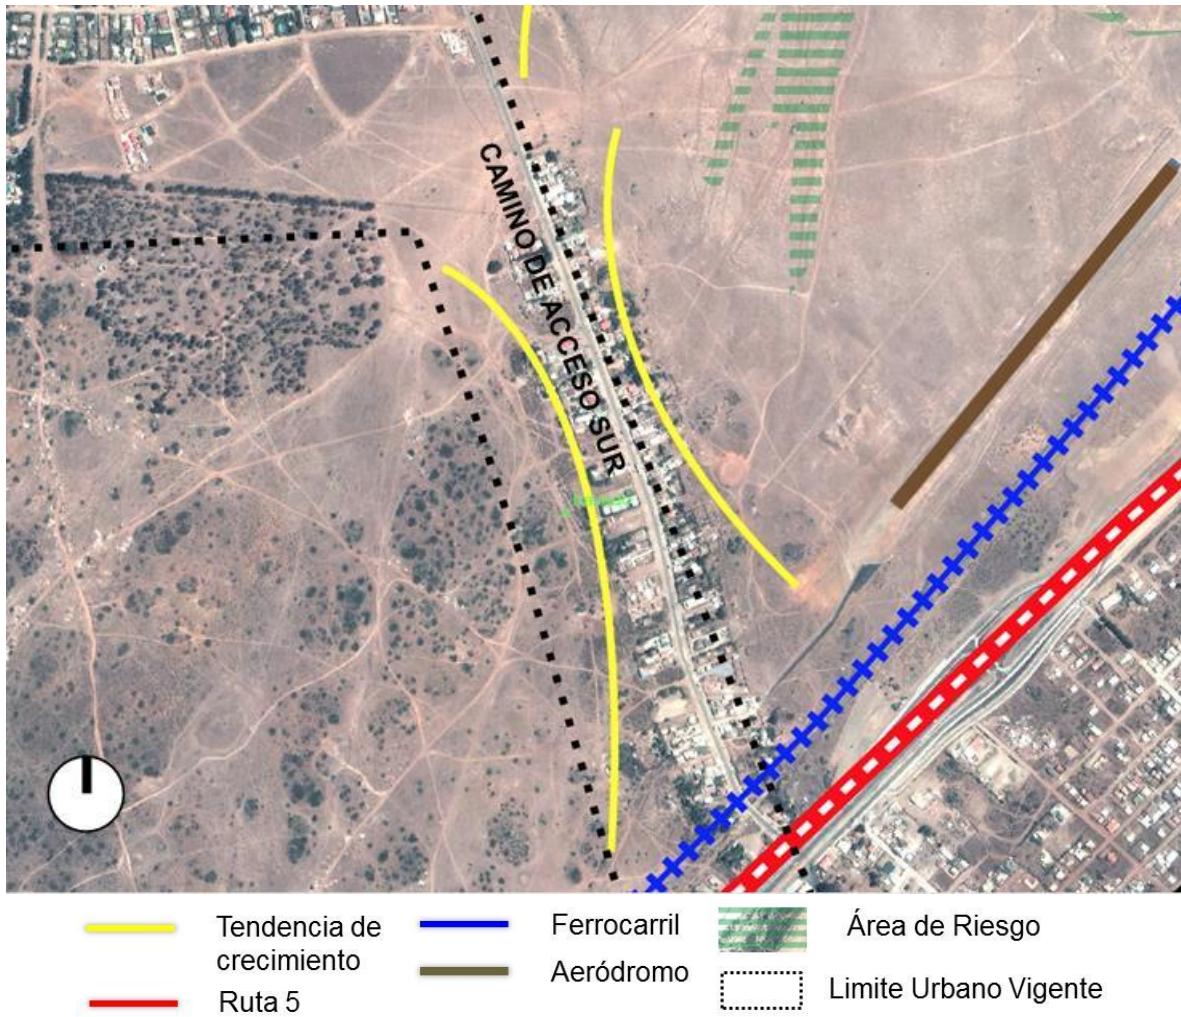 CAMINO DE ACCESO SUR
Tendencia de
crecimiento
Ruta 5
Ferrocarril
Aeródromo
Área de Riesgo
Limite Urbano Vigente